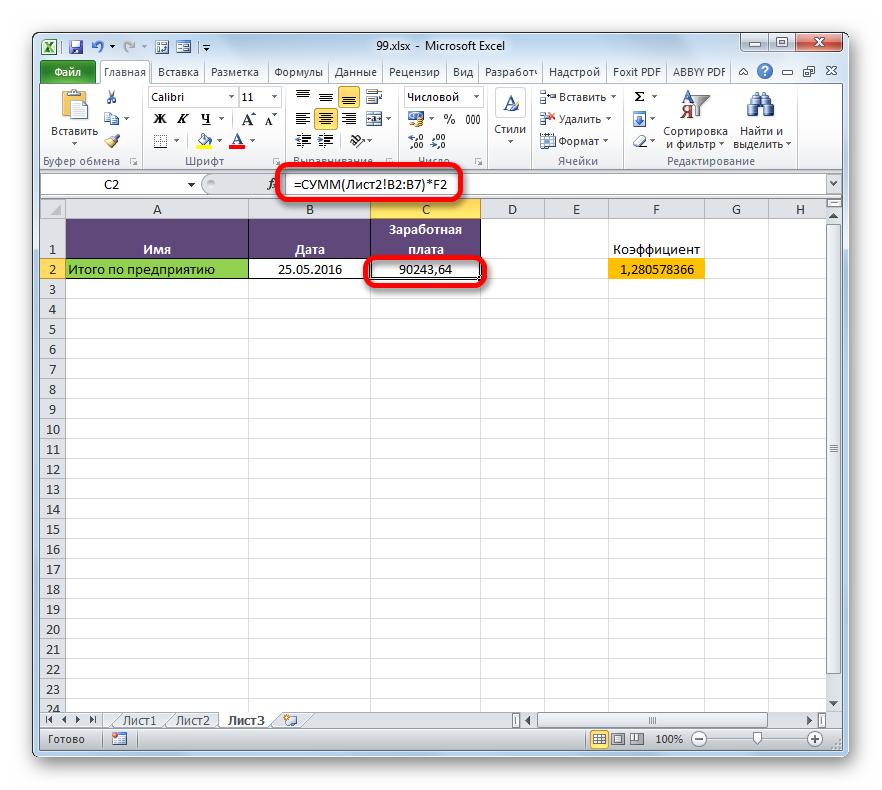 99.xlsx - Microsoft Excel
Файл Главная Вставка Разметка Формулы Данные Рецензир Вид Разработч Надстрой Foxit PDF ABBYY PDF
Calibri 11 Числовой
Вставить
Ж К Ч
% 000
Стили
Вставить
Удалить
Формат
Сортировка и фильтр
Найти и выделить
Буфер обмена Шрифт Выравнивание Число Ячейки Редактирование
C2 =СУММ(Лист2!B2:B7)*F2
A B C D E F G H
1 Имя Дата Заработная плата Коэффициент
2 Итого по предприятию 25.05.2016 90243,64 1,280578366
3
4
5
6
7
8
9
10
11
12
13
14
15
16
17
18
19
20
21
22
23
24
Лист1 Лист2 Лист3
Готово 100%